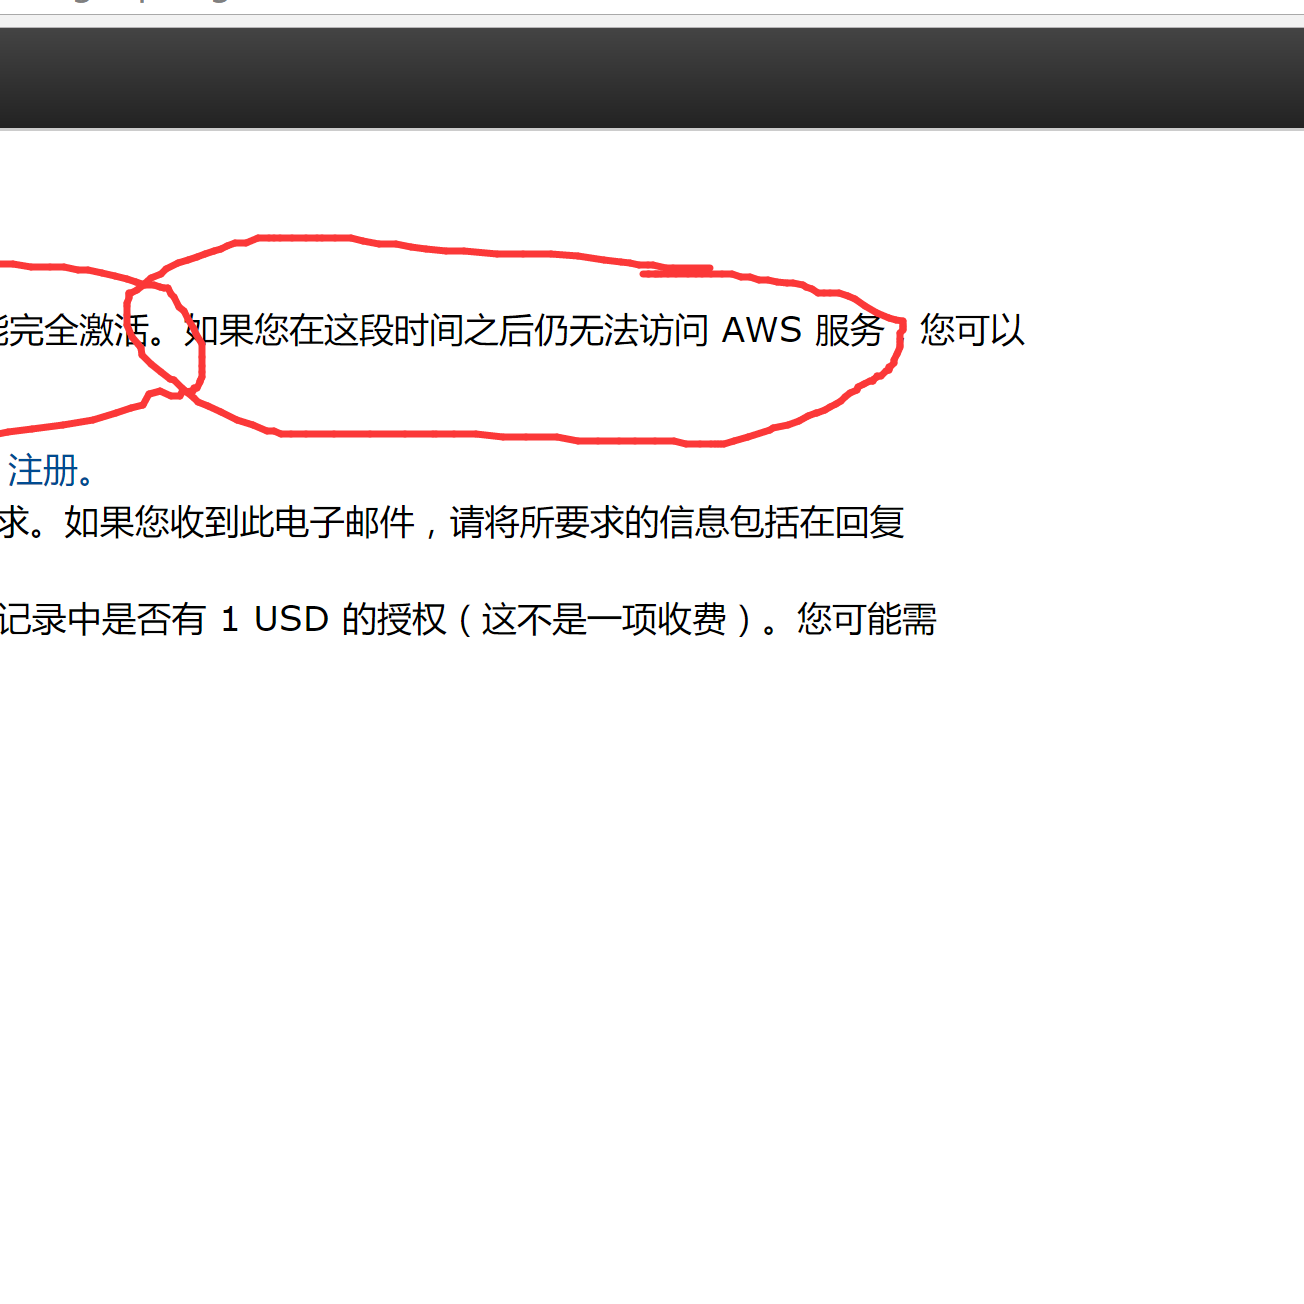 能完全激活。如果您在这段时间之后仍无法访问 AWS 服务，您可以
注册。
求。如果您收到此电子邮件，请将所要求的信息包括在回复
记录中是否有 1 USD 的授权（这不是一项收费）。您可能需